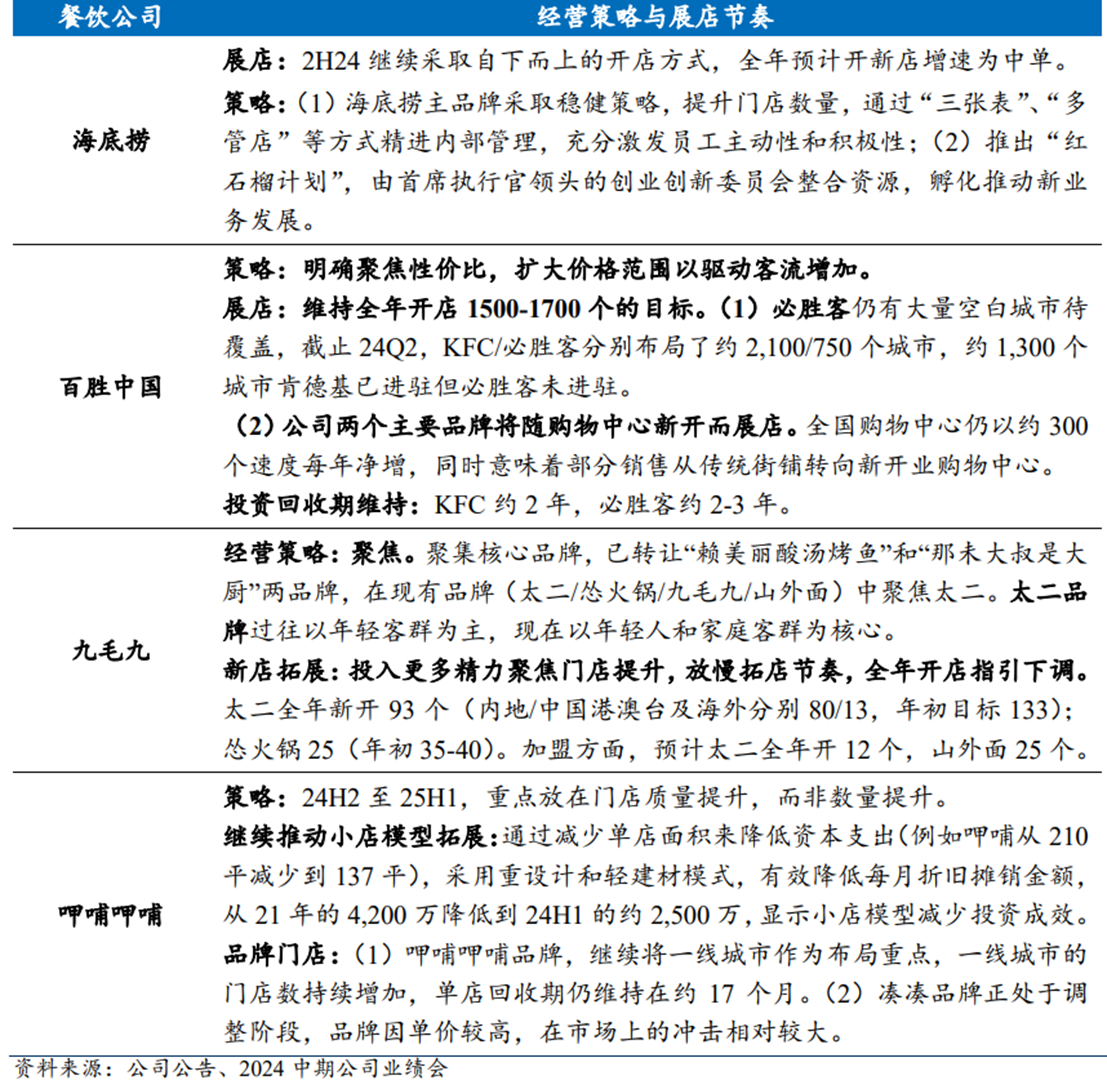 餐饮公司 经营策略与展店节奏
海底捞
展店：2H24 继续采取自下而上的开店方式，全年预计开新店增速为中单。
策略：（1）海底捞主品牌采取稳健策略，提升门店数量，通过“三张表”、“多
管店”等方式精进内部管理，充分激发员工主动性和积极性；（2）推出“红
石榴计划”，由首席执行官领头的创业创新委员会整合资源，孵化推动新业
务发展。
百胜中国
策略：明确聚焦性价比，扩大价格范围以驱动客流增加。
展店：维持全年开店 1500-1700 个的目标。（1）必胜客仍有大量空白城市待
覆盖，截止 24Q2，KFC/必胜客分别布局了约 2,100/750 个城市，约 1,300 个
城市肯德基已进驻但必胜客未进驻。
（2）公司两个主要品牌将随购物中心新开而展店。全国购物中心仍以约 300
个速度每年净增，同时意味着部分销售从传统街铺转向新开业购物中心。
投资回收期维持：KFC 约 2 年，必胜客约 2-3 年。
九毛九
经营策略：聚焦。聚集核心品牌，已转让“赖美丽酸汤烤鱼”和“那未大叔是大
厨”两品牌，在现有品牌（太二/怂火锅/九毛九/山外面）中聚焦太二。太二品
牌过往以年轻客群为主，现在以年轻人和家庭客群为核心。
新店拓展：投入更多精力聚焦门店提升，放慢拓店节奏，全年开店指引下调。
太二全年新开 93 个（内地/中国港澳台及海外分别 80/13，年初目标 133）；
怂火锅 25（年初 35-40）。加盟方面，预计太二全年开 12 个，山外面 25 个。
呷哺呷哺
策略：24H2 至 25H1，重点放在门店质量提升，而非数量提升。
继续推动小店模型拓展：通过减少单店面积来降低资本支出（例如呷哺从 210
平减少到 137 平），采用重设计和轻建材模式，有效降低每月折旧摊销金额，
从 21 年的 4,200 万降低到 24H1 的约 2,500 万，显示小店模型减少投资成效。
品牌门店：（1）呷哺呷哺品牌，继续将一线城市作为布局重点，一线城市的
门店数持续增加，单店回收期仍维持在约 17 个月。（2）凑凑品牌正处于调
整阶段，品牌因单价较高，在市场上的冲击相对较大。
资料来源：公司公告、2024 中期公司业绩会